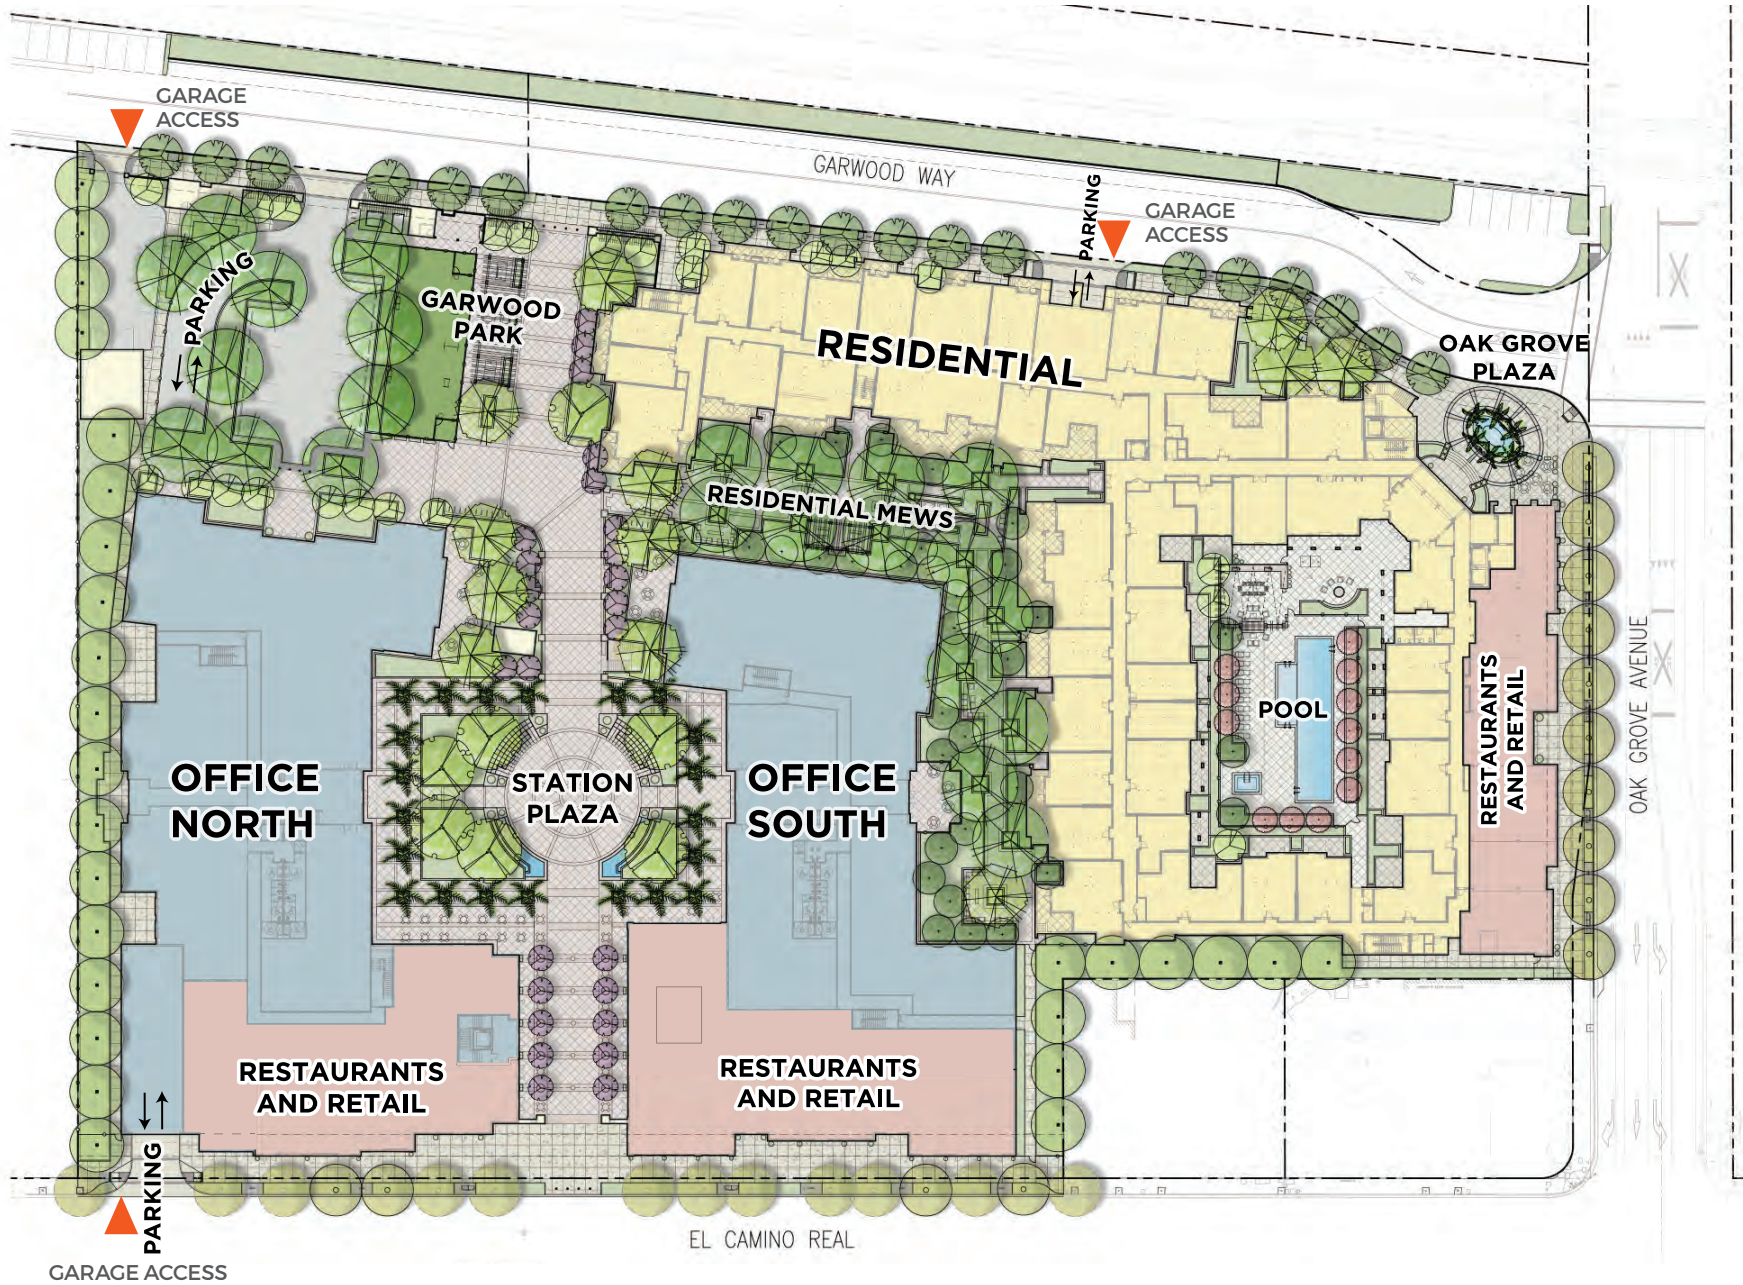 GARAGE
ACCESS
GARWOOD WAY
PARKING
GARAGE
ACCESS
PARKING
GARWOOD
PARK
RESIDENTIAL
OAK GROVE
PLAZA
RESIDENTIAL MEWS
OAK GROVE AVENUE
POOL
RESTAURANTS
AND RETAIL
OFFICE
NORTH
STATION
PLAZA
OFFICE
SOUTH
RESTAURANTS
AND RETAIL
RESTAURANTS
AND RETAIL
PARKING
EL CAMINO REAL
GARAGE ACCESS